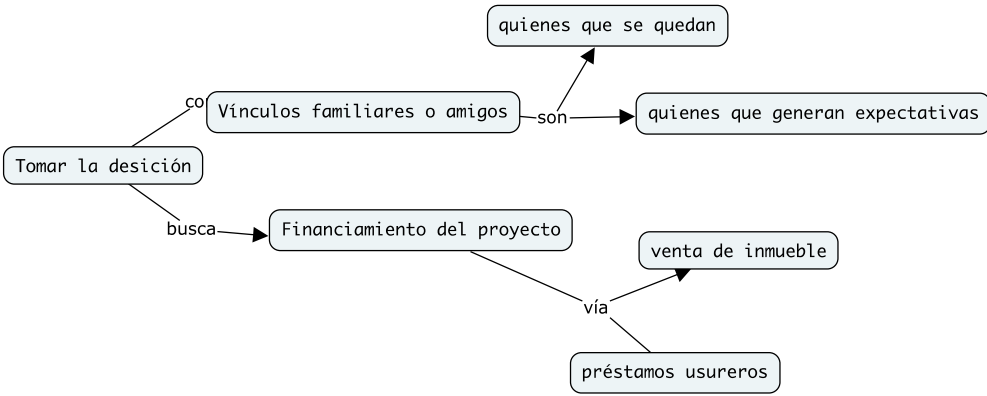 quienes que se quedan
Vínculos familiares o amigos
son
quienes que generan expectativas
Tomar la desición
busca
Financiamiento del proyecto
venta de inmueble
vía
préstamos usureros